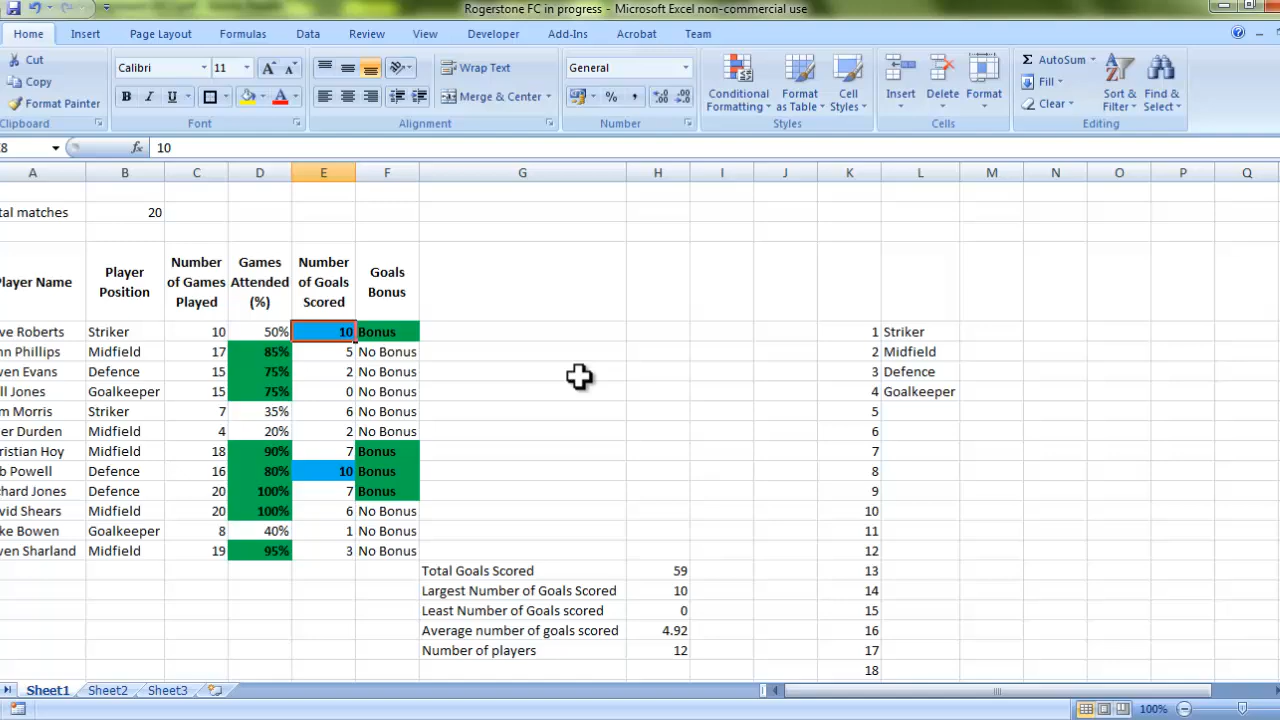 Rogerstone FC in progress - Microsoft Excel non-commercial use
Home Insert Page Layout Formulas Data Review View Developer Add-Ins Acrobat Team
Cut
Copy
Format Painter
Clipboard
Calibri 11
B I U A
Font
Wrap Text
Merge & Center
Alignment
General
% ,
Number
Conditional Formatting
Format as Table
Cell Styles
Styles
Insert
Delete
Format
Cells
AutoSum
Fill
Clear
Sort & Filter
Find & Select
Editing
E8 fx 10
A B C D E F G H I J K L M N O P Q
tal matches 20
Player Name Player Position Number of Games Played Games Attended (%) Number of Goals Scored Goals Bonus
ve Roberts Striker 10 50% 10 Bonus 1 Striker
nn Phillips Midfield 17 85% 5 No Bonus 2 Midfield
ven Evans Defence 15 75% 2 No Bonus 3 Defence
ll Jones Goalkeeper 15 75% 0 No Bonus 4 Goalkeeper
m Morris Striker 7 35% 6 No Bonus 5
er Durden Midfield 4 20% 2 No Bonus 6
ristian Hoy Midfield 18 90% 7 Bonus 7
b Powell Defence 16 80% 10 Bonus 8
hard Jones Defence 20 100% 7 Bonus 9
vid Shears Midfield 20 100% 6 No Bonus 10
ke Bowen Goalkeeper 8 40% 1 No Bonus 11
ven Sharland Midfield 19 95% 3 No Bonus 12
Total Goals Scored 59 13
Largest Number of Goals Scored 10 14
Least Number of Goals scored 0 15
Average number of goals scored 4.92 16
Number of players 12 17
18
Sheet1 Sheet2 Sheet3
100%